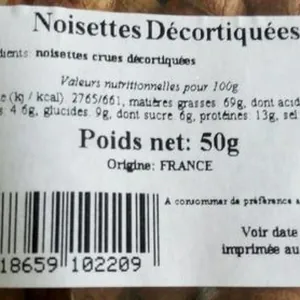 Noisettes Décortiquées
dients: noisettes crues décortiquées
Valeurs nutritionnelles pour 100g
e (kj / kcal): 2765/661, matières grasses: 69g, dont acid
s: 4.6g, glucides: 9g, dont sucre 6g, protéines: 13g, sel
Poids net: 50g
Origine: FRANCE
A consommer de préférence a
Voir date
imprimée au
18659 102209